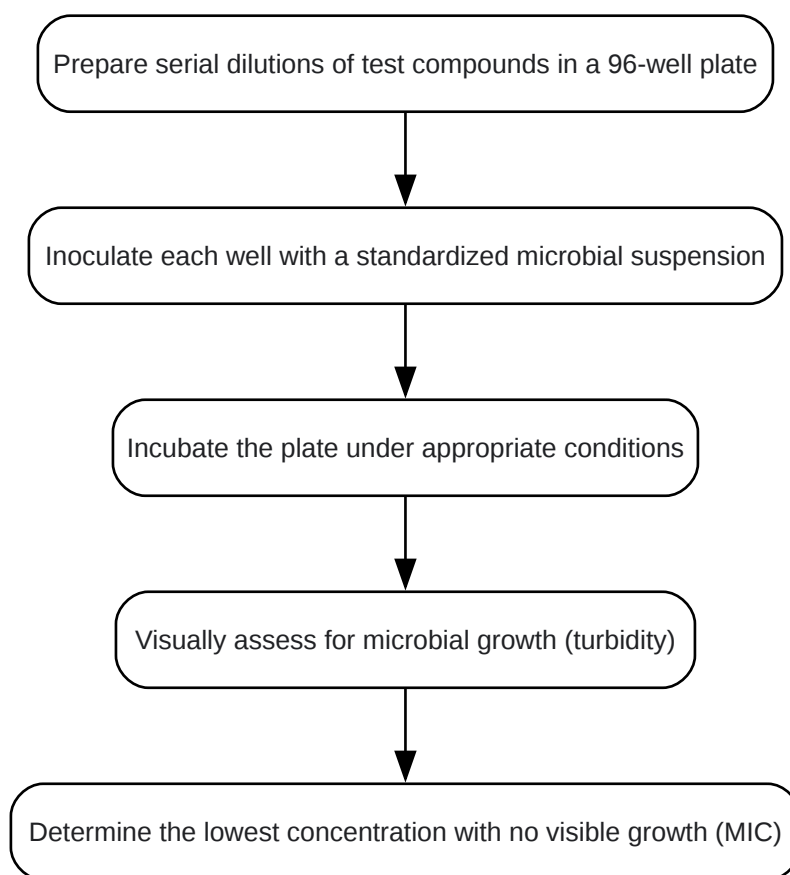 Prepare serial dilutions of test compounds in a 96-well plate
Inoculate each well with a standardized microbial suspension
Incubate the plate under appropriate conditions
Visually assess for microbial growth (turbidity)
Determine the lowest concentration with no visible growth (MIC)